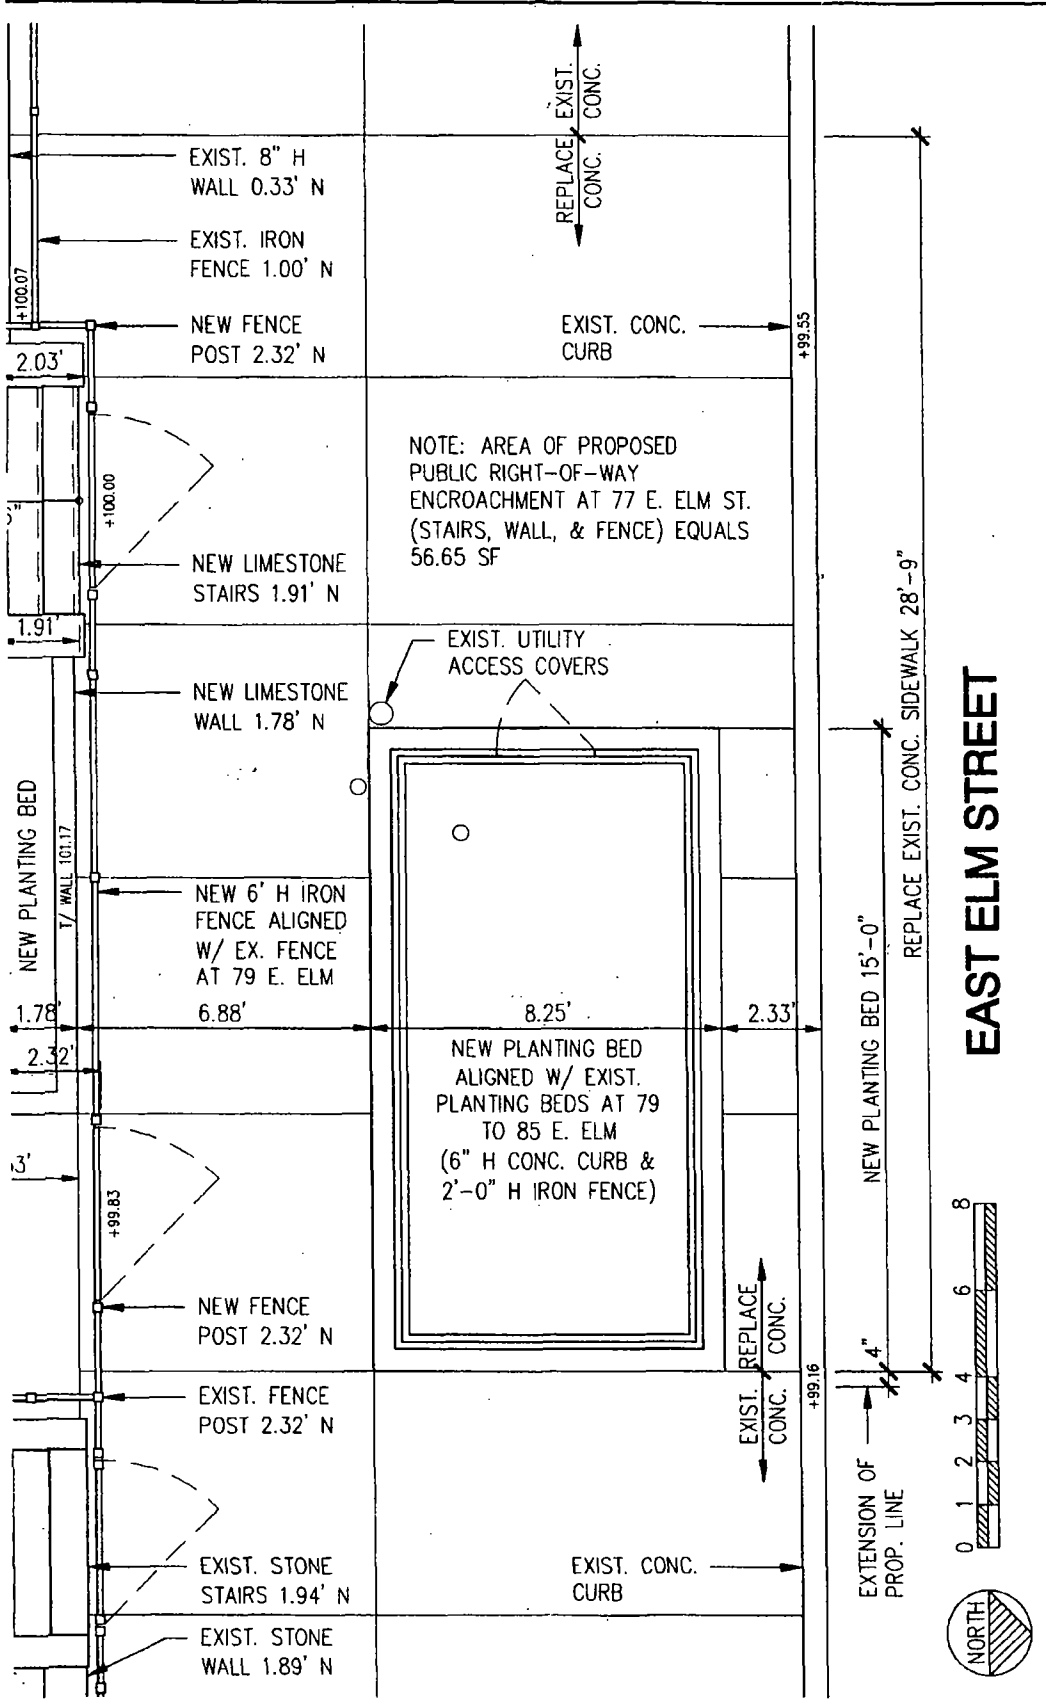 EXIST. 8" H
WALL 0.33' N
EXIST. IRON
FENCE 1.00' N
+100.07
NEW FENCE
POST 2.32' N
2.03'
REPLACE EXIST.
CONC. CONC.
EXIST. CONC.
CURB
+99.55
+100.00
NOTE: AREA OF PROPOSED
PUBLIC RIGHT-OF-WAY
ENCROACHMENT AT 77 E. ELM ST.
(STAIRS, WALL, & FENCE) EQUALS
56.65 SF
NEW LIMESTONE
STAIRS 1.91' N
1.91'
EXIST. UTILITY
ACCESS COVERS
NEW LIMESTONE
WALL 1.78' N
NEW PLANTING BED
T/ WALL 101.17
NEW 6' H IRON
FENCE ALIGNED
W/ EX. FENCE
AT 79 E. ELM
1.78'
6.88'
8.25'
2.33'
2.32'
NEW PLANTING BED
ALIGNED W/ EXIST.
PLANTING BEDS AT 79
TO 85 E. ELM
(6" H CONC. CURB &
2'-0" H IRON FENCE)
3'
+99.83
NEW FENCE
POST 2.32' N
EXIST. FENCE
POST 2.32' N
EXIST. REPLACE
CONC. CONC.
+99.16
EXIST. STONE
STAIRS 1.94' N
EXIST. CONC.
CURB
EXIST. STONE
WALL 1.89' N
NEW PLANTING BED 15'-0"
4"
REPLACE EXIST. CONC. SIDEWALK 28'-9"
EXTENSION OF
PROP. LINE
EAST ELM STREET
0 1 2 3 4 6 8
NORTH